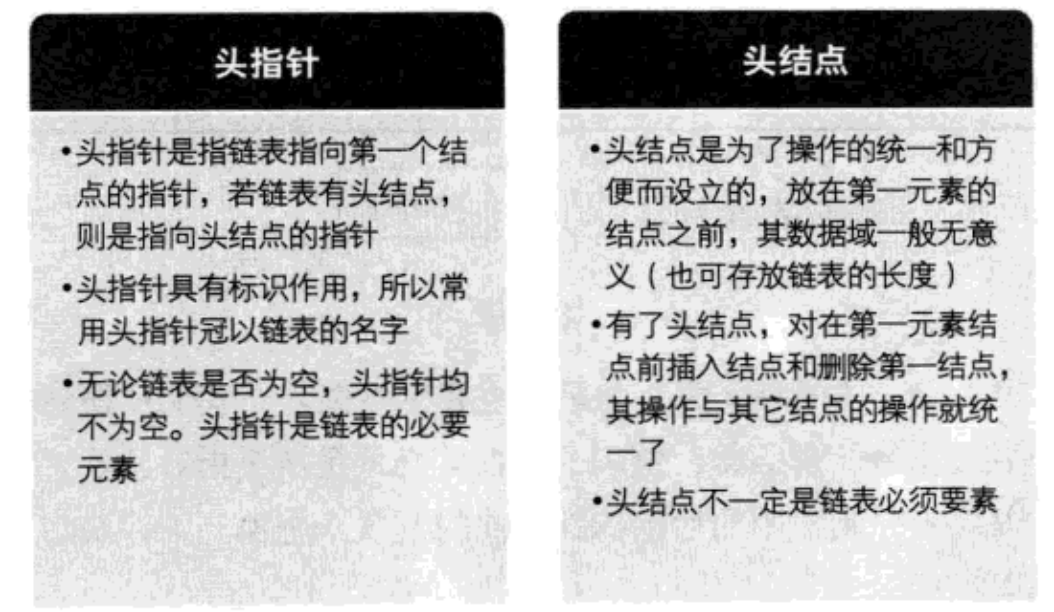 头指针
•头指针是指链表指向第一个结
点的指针，若链表有头结点，
则是指向头结点的指针
•头指针具有标识作用，所以常
用头指针冠以链表的名字
•无论链表是否为空，头指针均
不为空。头指针是链表的必要
元素
头结点
•头结点是为了操作的统一和方
便而设立的，放在第一元素的
结点之前，其数据域一般无意
义（也可存放链表的长度）
•有了头结点，对在第一元素结
点前插入结点和删除第一结点，
其操作与其它结点的操作就统
一了
•头结点不一定是链表必须要素